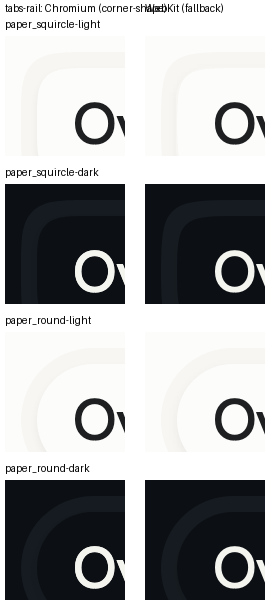 tabs-rail: Chromium (corner-shape) WebKit (fallback)
paper_squircle-light
Ov Ov
paper_squircle-dark
Ov Ov
paper_round-light
Ov Ov
paper_round-dark
Ov Ov